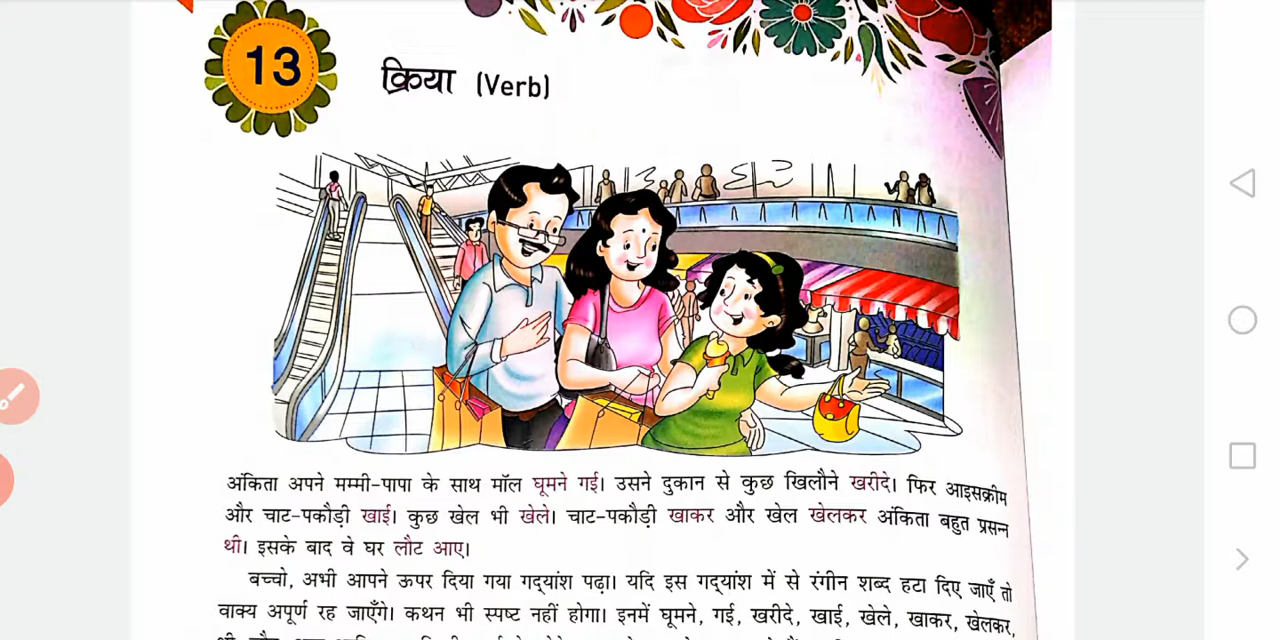 13
क्रिया (Verb)
अंकिता अपने मम्मी-पापा के साथ मॉल घूमने गई। उसने दुकान से कुछ खिलौने खरीदे। फिर आइसक्रीम
और चाट-पकौड़ी खाई। कुछ खेल भी खेले। चाट-पकौड़ी खाकर और खेल खेलकर अंकिता बहुत प्रसन्न
थी। इसके बाद वे घर लौट आए।
बच्चो, अभी आपने ऊपर दिया गया गद्‌यांश पढ़ा। यदि इस गद्‌यांश में से रंगीन शब्द हटा दिए जाएँ तो
वाक्य अपूर्ण रह जाएँगे। कथन भी स्पष्ट नहीं होगा। इनमें घूमने, गई, खरीदे, खाई, खेले, खाकर, खेलकर,